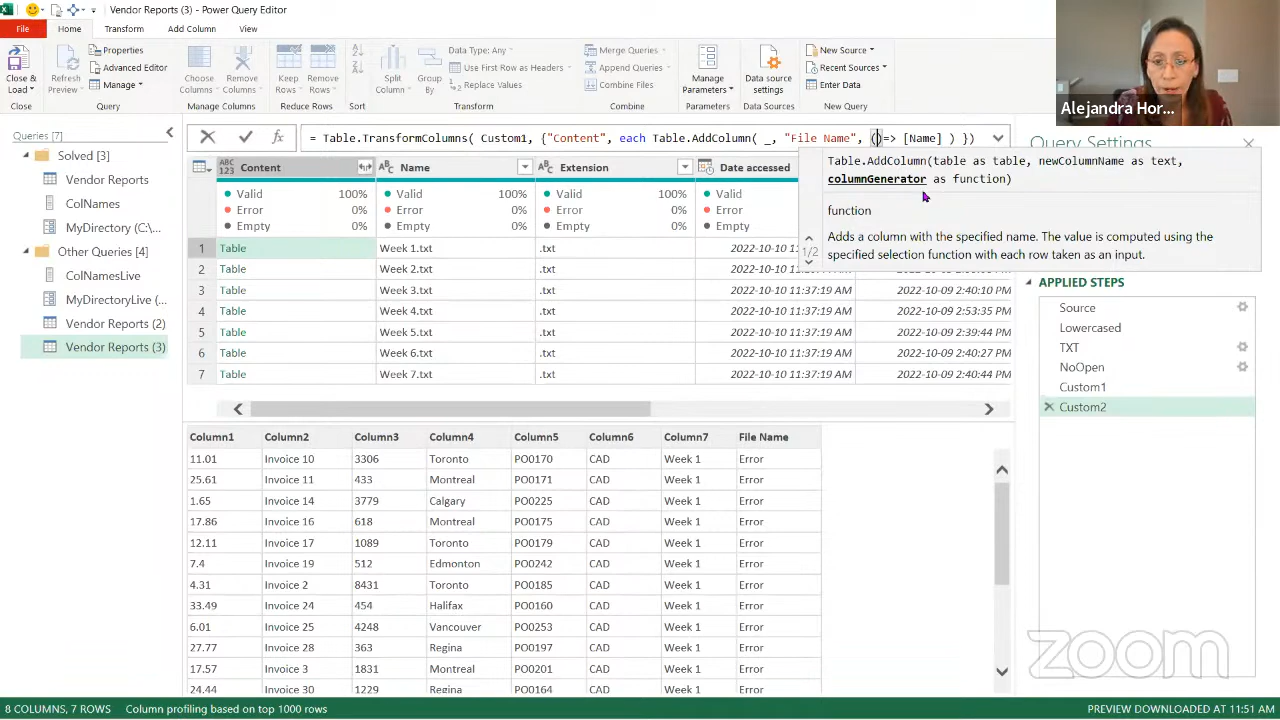 Vendor Reports (3) - Power Query Editor
File
Home
Transform
Add Column
View
Close & Load
Refresh Preview
Properties
Advanced Editor
Manage
Choose Columns
Remove Columns
Keep Rows
Remove Rows
Split Column
Group By
Data Type: Any
Use First Row as Headers
Replace Values
Merge Queries
Append Queries
Combine Files
Manage Parameters
Data source settings
New Source
Recent Sources
Enter Data
Close
Query
Manage Columns
Reduce Rows
Sort
Transform
Combine
Parameters
Data Sources
New Query
Alejandra Hor...
Queries [7]
Solved [3]
Vendor Reports
ColNames
MyDirectory (C:\...
Other Queries [4]
ColNamesLive
MyDirectoryLive (...
Vendor Reports (2)
Vendor Reports (3)
= Table.TransformColumns( Custom1, {"Content", each Table.AddColumn( _, "File Name", ()=> [Name] ) })
Table.AddColumn(table as table, newColumnName as text,
columnGenerator as function)
function
Adds a column with the specified name. The value is computed using the
specified selection function with each row taken as an input.
1/2
Content Name Extension Date accessed
Valid 100% Valid 100% Valid 100% Valid
Error 0% Error 0% Error 0% Error
Empty 0% Empty 0% Empty 0% Empty
1 Table Week 1.txt .txt 2022-10-10 11
2 Table Week 2.txt .txt
3 Table Week 3.txt .txt 2022-10-10 11:37:19 AM 2022-10-09 2:40:10 PM
4 Table Week 4.txt .txt 2022-10-10 11:37:19 AM 2022-10-09 2:53:35 PM
5 Table Week 5.txt .txt 2022-10-10 11:37:19 AM 2022-10-09 2:39:44 PM
6 Table Week 6.txt .txt 2022-10-10 11:37:19 AM 2022-10-09 2:40:27 PM
7 Table Week 7.txt .txt 2022-10-10 11:37:19 AM 2022-10-09 2:40:44 PM
Column1 Column2 Column3 Column4 Column5 Column6 Column7 File Name
11.01 Invoice 10 3306 Toronto PO0170 CAD Week 1 Error
25.61 Invoice 11 433 Montreal PO0171 CAD Week 1 Error
1.65 Invoice 14 3779 Calgary PO0225 CAD Week 1 Error
17.86 Invoice 16 618 Montreal PO0175 CAD Week 1 Error
12.11 Invoice 17 1089 Toronto PO0179 CAD Week 1 Error
7.4 Invoice 19 512 Edmonton PO0242 CAD Week 1 Error
4.31 Invoice 2 8431 Toronto PO0185 CAD Week 1 Error
33.49 Invoice 24 454 Halifax PO0160 CAD Week 1 Error
6.01 Invoice 25 4248 Vancouver PO0253 CAD Week 1 Error
27.77 Invoice 28 363 Regina PO0197 CAD Week 1 Error
17.57 Invoice 3 1831 Montreal PO0201 CAD Week 1 Error
24.44 Invoice 30 1229 Regina PO0164 CAD Week 1 Error
Query Settings
APPLIED STEPS
Source
Lowercased
TXT
NoOpen
Custom1
Custom2
zoom
8 COLUMNS, 7 ROWS
Column profiling based on top 1000 rows
PREVIEW DOWNLOADED AT 11:51 AM